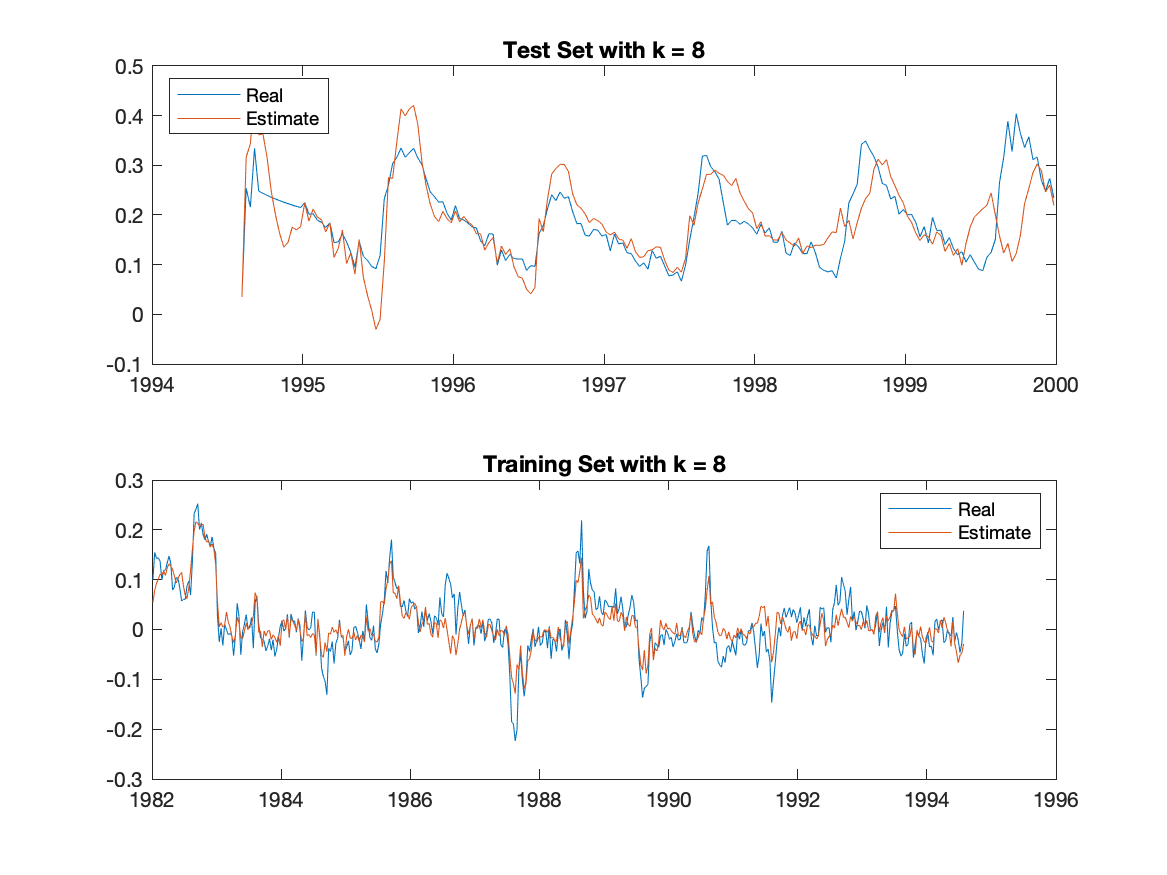 Test Set with k = 8
0.5
0.4
0.3
0.2
0.1
0
-0.1
Real
Estimate
1994 1995 1996 1997 1998 1999 2000
Training Set with k = 8
0.3
0.2
0.1
0
-0.1
-0.2
-0.3
Real
Estimate
1982 1984 1986 1988 1990 1992 1994 1996